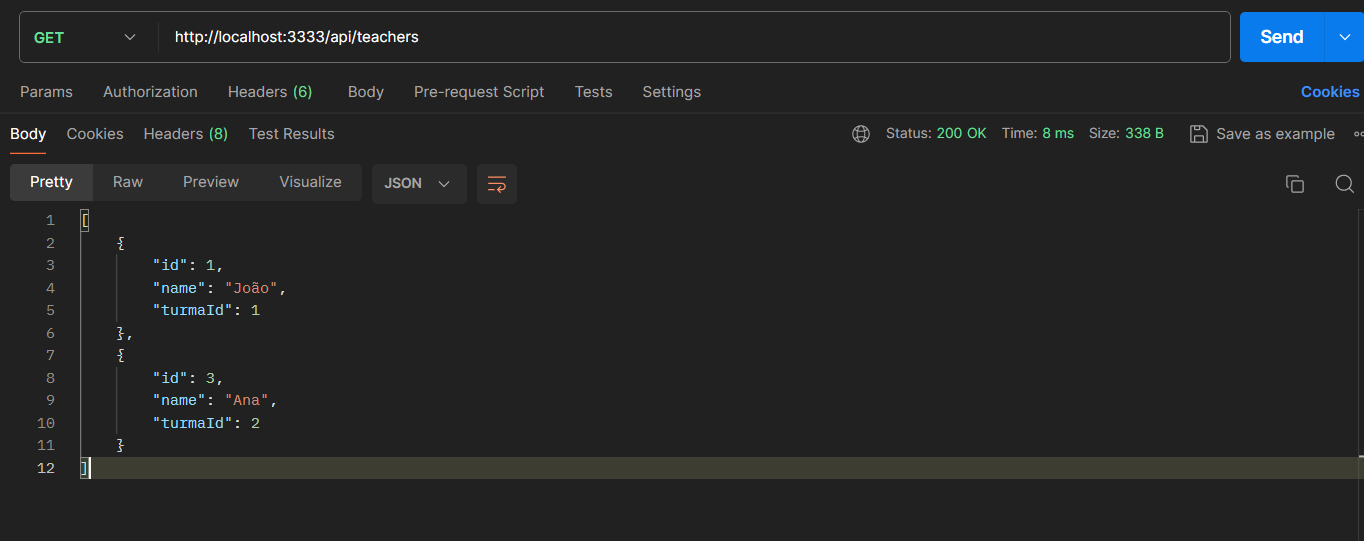 GET http://localhost:3333/api/teachers Send
Params Authorization Headers (6) Body Pre-request Script Tests Settings Cookies
Body Cookies Headers (8) Test Results Status: 200 OK Time: 8 ms Size: 338 B Save as example
Pretty Raw Preview Visualize JSON
1 [
2 {
3 "id": 1,
4 "name": "João",
5 "turmaId": 1
6 },
7 {
8 "id": 3,
9 "name": "Ana",
10 "turmaId": 2
11 }
12 ]